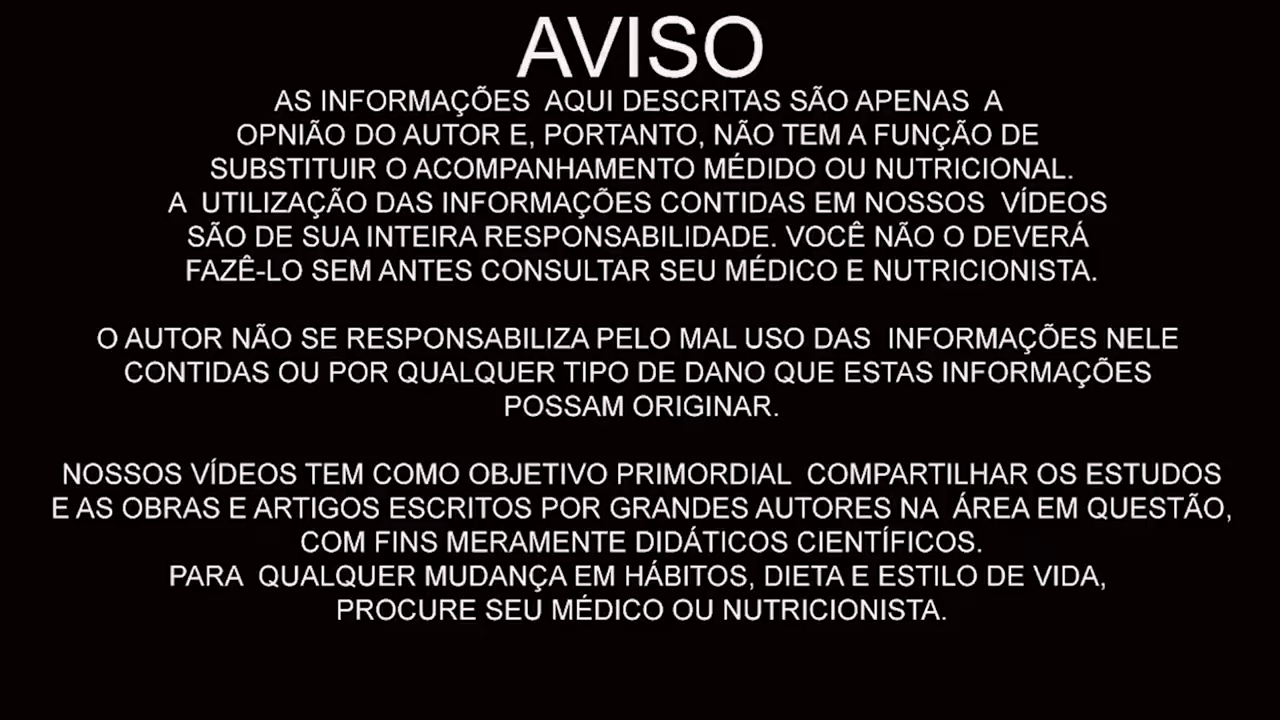 AVISO
AS INFORMAÇÕES AQUI DESCRITAS SÃO APENAS A
OPNIÃO DO AUTOR E, PORTANTO, NÃO TEM A FUNÇÃO DE
SUBSTITUIR O ACOMPANHAMENTO MÉDIDO OU NUTRICIONAL.
A UTILIZAÇÃO DAS INFORMAÇÕES CONTIDAS EM NOSSOS VÍDEOS
SÃO DE SUA INTEIRA RESPONSABILIDADE. VOCÊ NÃO O DEVERÁ
FAZÊ-LO SEM ANTES CONSULTAR SEU MÉDICO E NUTRICIONISTA.
O AUTOR NÃO SE RESPONSABILIZA PELO MAL USO DAS INFORMAÇÕES NELE
CONTIDAS OU POR QUALQUER TIPO DE DANO QUE ESTAS INFORMAÇÕES
POSSAM ORIGINAR.
NOSSOS VÍDEOS TEM COMO OBJETIVO PRIMORDIAL COMPARTILHAR OS ESTUDOS
E AS OBRAS E ARTIGOS ESCRITOS POR GRANDES AUTORES NA ÁREA EM QUESTÃO,
COM FINS MERAMENTE DIDÁTICOS CIENTÍFICOS.
PARA QUALQUER MUDANÇA EM HÁBITOS, DIETA E ESTILO DE VIDA,
PROCURE SEU MÉDICO OU NUTRICIONISTA.